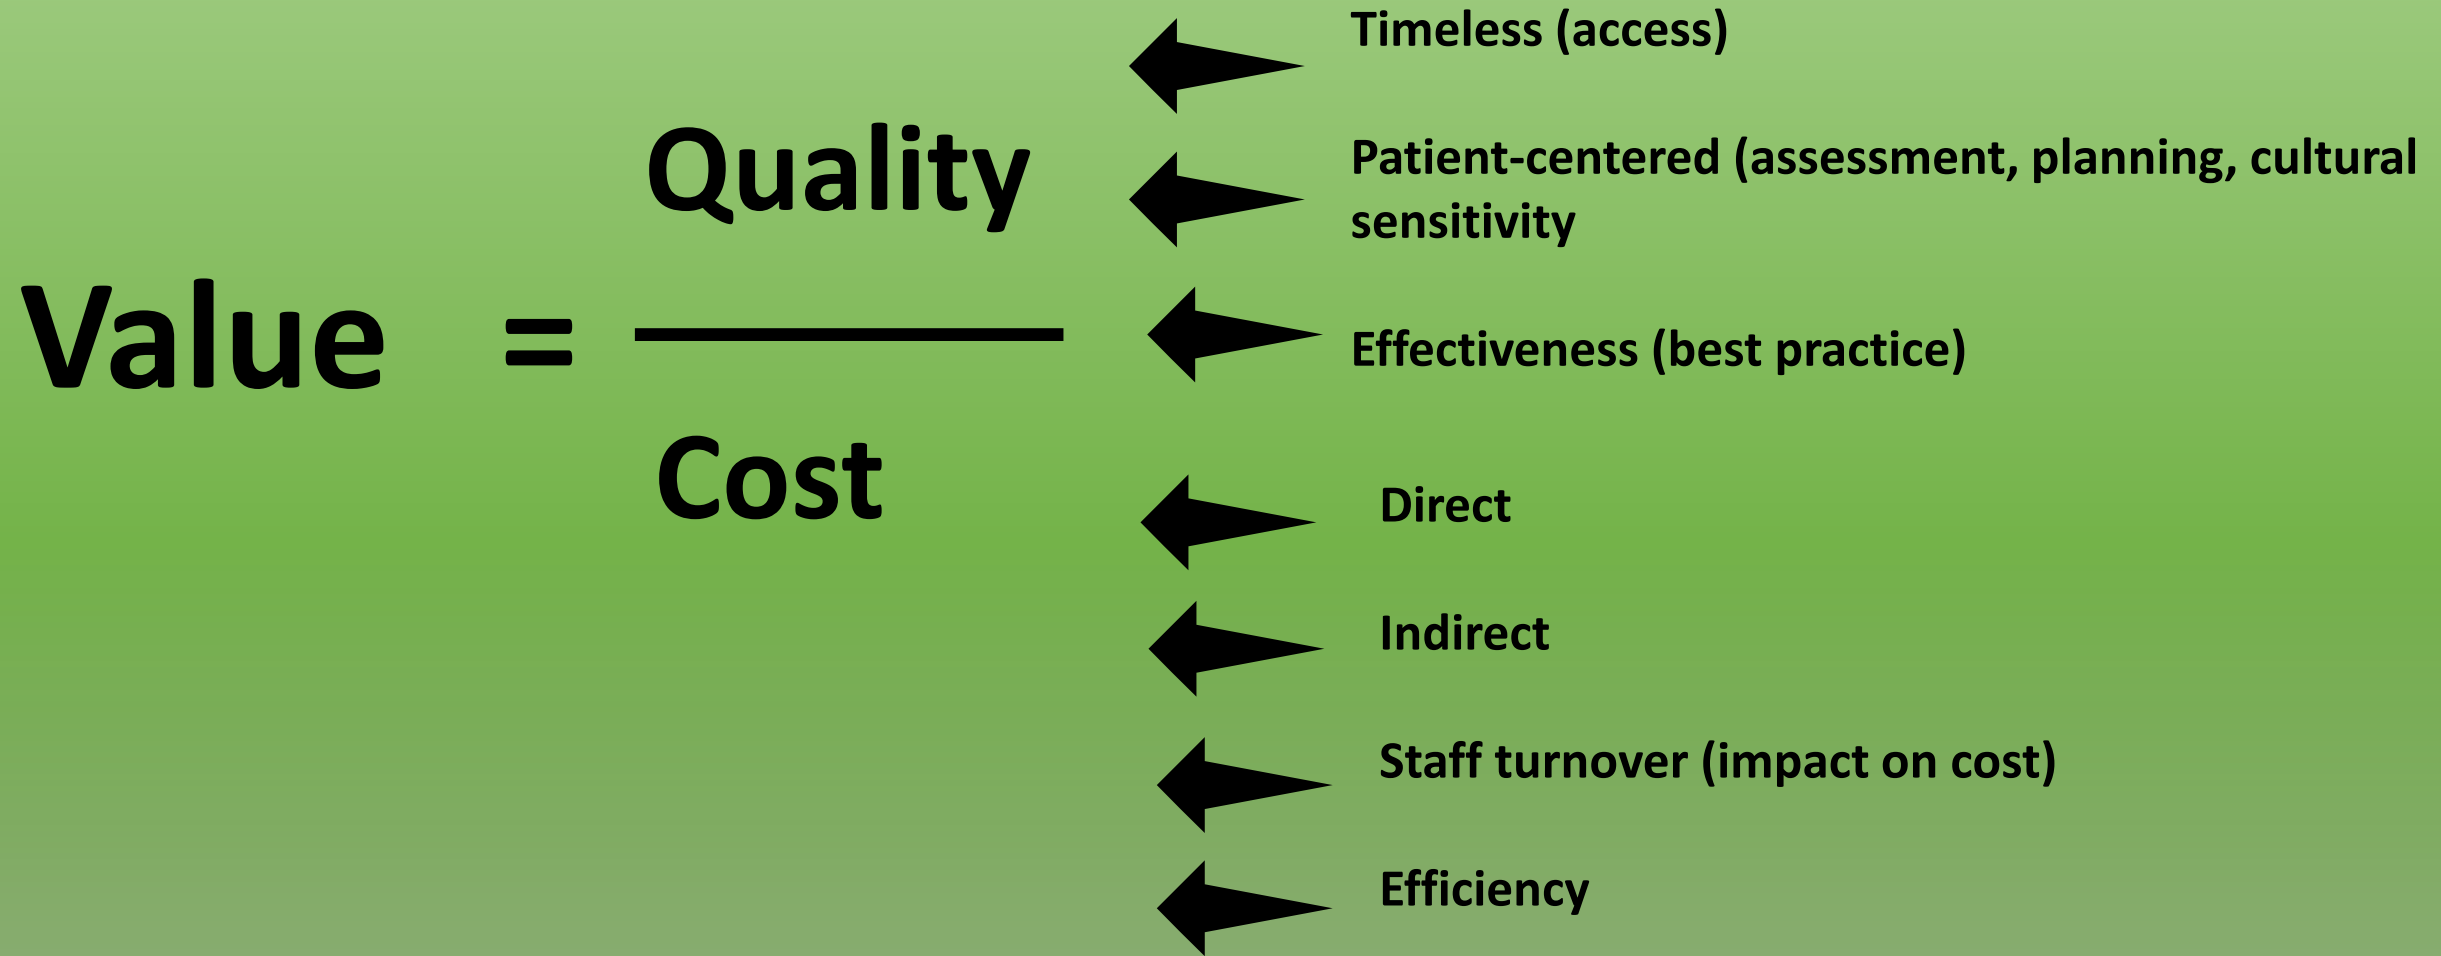 Timeless (access)
Quality
Patient-centered (assessment, planning, cultural
sensitivity
Value =
Effectiveness (best practice)
Cost
Direct
Indirect
Staff turnover (impact on cost)
Efficiency